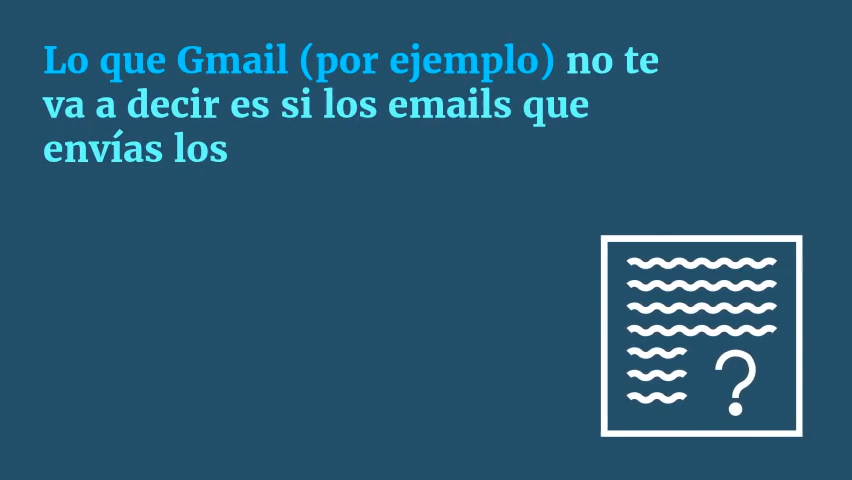 Lo que Gmail (por ejemplo) no te
va a decir es si los emails que
envías los
?